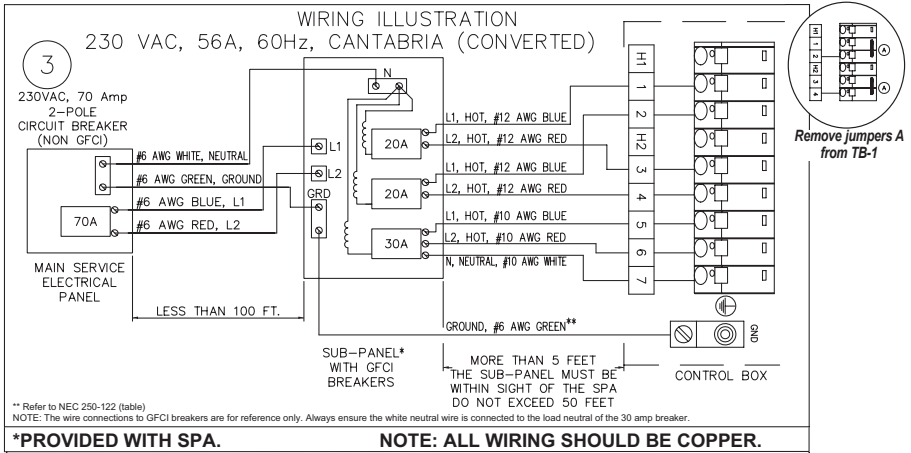 WIRING ILLUSTRATION
230 VAC, 56A, 60Hz, CANTABRIA (CONVERTED)
3
230VAC, 70 Amp
2-POLE
CIRCUIT BREAKER
(NON GFCI)
70A
MAIN SERVICE
ELECTRICAL
PANEL
#6 AWG WHITE, NEUTRAL
#6 AWG GREEN, GROUND
#6 AWG BLUE, L1
#6 AWG RED, L2
LESS THAN 100 FT.
N
L1
L2
GRD
20A
20A
30A
SUB-PANEL*
WITH GFCI
BREAKERS
L1, HOT, #12 AWG BLUE
L2, HOT, #12 AWG RED
L1, HOT, #12 AWG BLUE
L2, HOT, #12 AWG RED
L1, HOT, #10 AWG BLUE
L2, HOT, #10 AWG RED
N, NEUTRAL, #10 AWG WHITE
GROUND, #6 AWG GREEN**
MORE THAN 5 FEET
THE SUB-PANEL MUST BE
WITHIN SIGHT OF THE SPA
DO NOT EXCEED 50 FEET
H1
1
2
H2
3
4
5
6
7
GND
CONTROL BOX
H1
1
2
H2
3
4
A
A
Remove jumpers A
from TB-1
** Refer to NEC 250-122 (table)
NOTE: The wire connections to GFCI breakers are for reference only. Always ensure the white neutral wire is connected to the load neutral of the 30 amp breaker.
*PROVIDED WITH SPA. NOTE: ALL WIRING SHOULD BE COPPER.